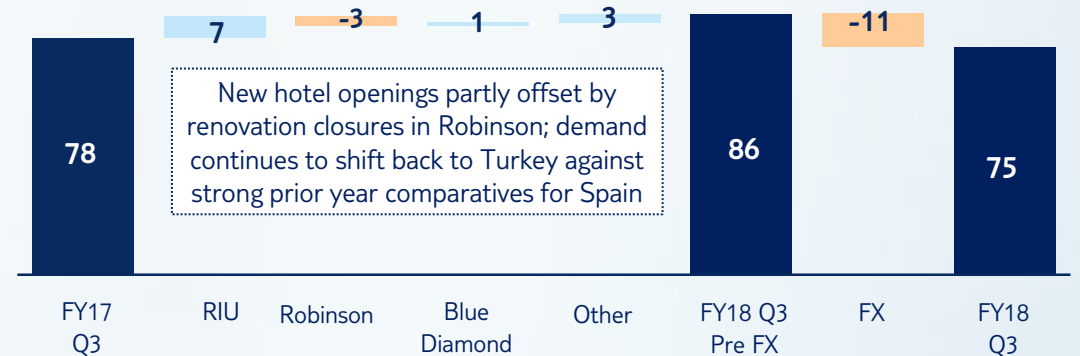 7
-3
1
3
-11
New hotel openings partly offset by
renovation closures in Robinson; demand
continues to shift back to Turkey against
strong prior year comparatives for Spain
78
86
75
FY17
Q3
RIU
Robinson
Blue
Diamond
Other
FY18 Q3
Pre FX
FX
FY18
Q3